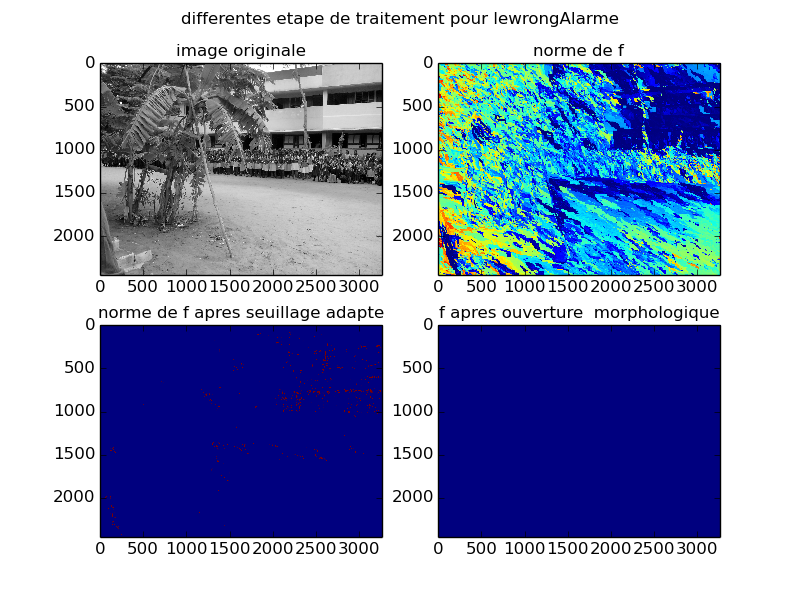 differentes etape de traitement pour lewrongAlarme
image originale
norme de f
0
500
1000
1500
2000
0 500 1000 1500 2000 2500 3000
0
500
1000
1500
2000
0 500 1000 1500 2000 2500 3000
norme de f apres seuillage adapte
f apres ouverture  morphologique
0
500
1000
1500
2000
0 500 1000 1500 2000 2500 3000
0
500
1000
1500
2000
0 500 1000 1500 2000 2500 3000